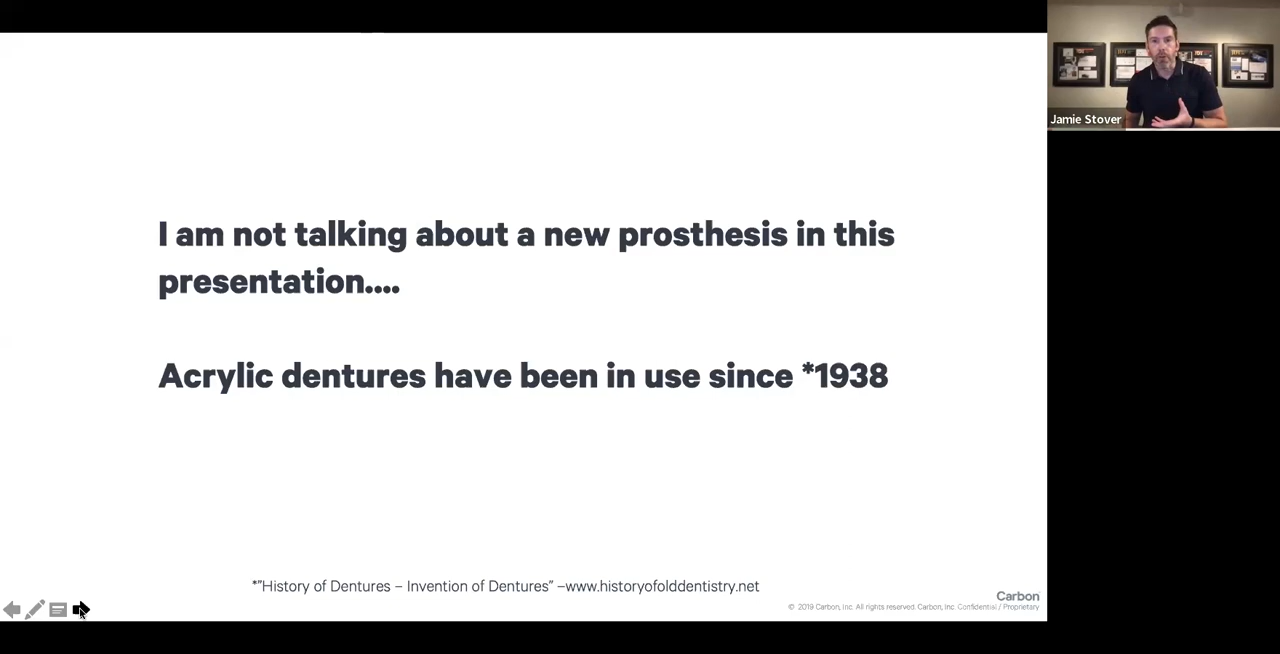 I am not talking about a new prosthesis in this
presentation....
Acrylic dentures have been in use since *1938
*"History of Dentures – Invention of Dentures" –www.historyofolddentistry.net
Carbon
© 2019 Carbon, Inc. All rights reserved. Carbon, Inc. Confidential / Proprietary
Jamie Stover